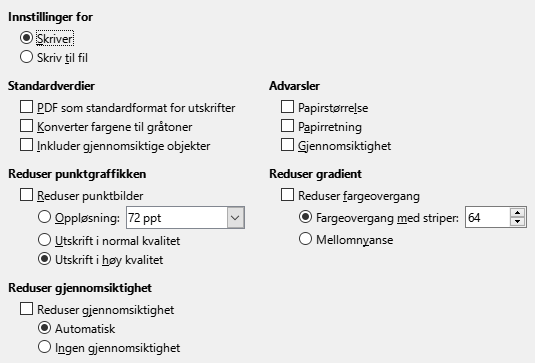 Innstillinger for
Skriver
Skriv til fil
Standardverdier
PDF som standardformat for utskrifter
Konverter fargene til gråtoner
Inkluder gjennomsiktige objekter
Advarsler
Papirstørrelse
Papirretning
Gjennomsiktighet
Reduser punktgraffikken
Reduser punktbilder
Oppløsning: 72 ppt
Utskrift i normal kvalitet
Utskrift i høy kvalitet
Reduser gradient
Reduser fargeovergang
Fargeovergang med striper: 64
Mellomnyanse
Reduser gjennomsiktighet
Reduser gjennomsiktighet
Automatisk
Ingen gjennomsiktighet